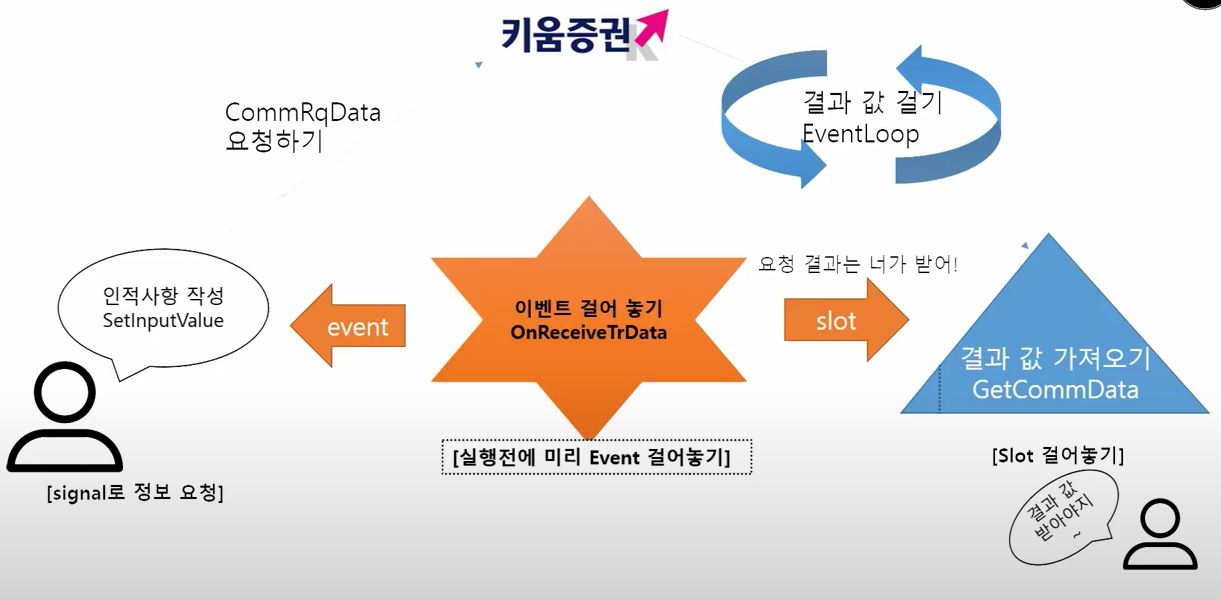 키움증권
K
CommRqData
요청하기
결과 값 걸기
EventLoop
인적사항 작성
SetInputValue
event
이벤트 걸어 놓기
OnReceiveTrData
요청 결과는 너가 받어!
slot
결과 값 가져오기
GetCommData
[실행전에 미리 Event 걸어놓기]
[signal로 정보 요청]
[Slot 걸어놓기]
결과 값
받아야지
~